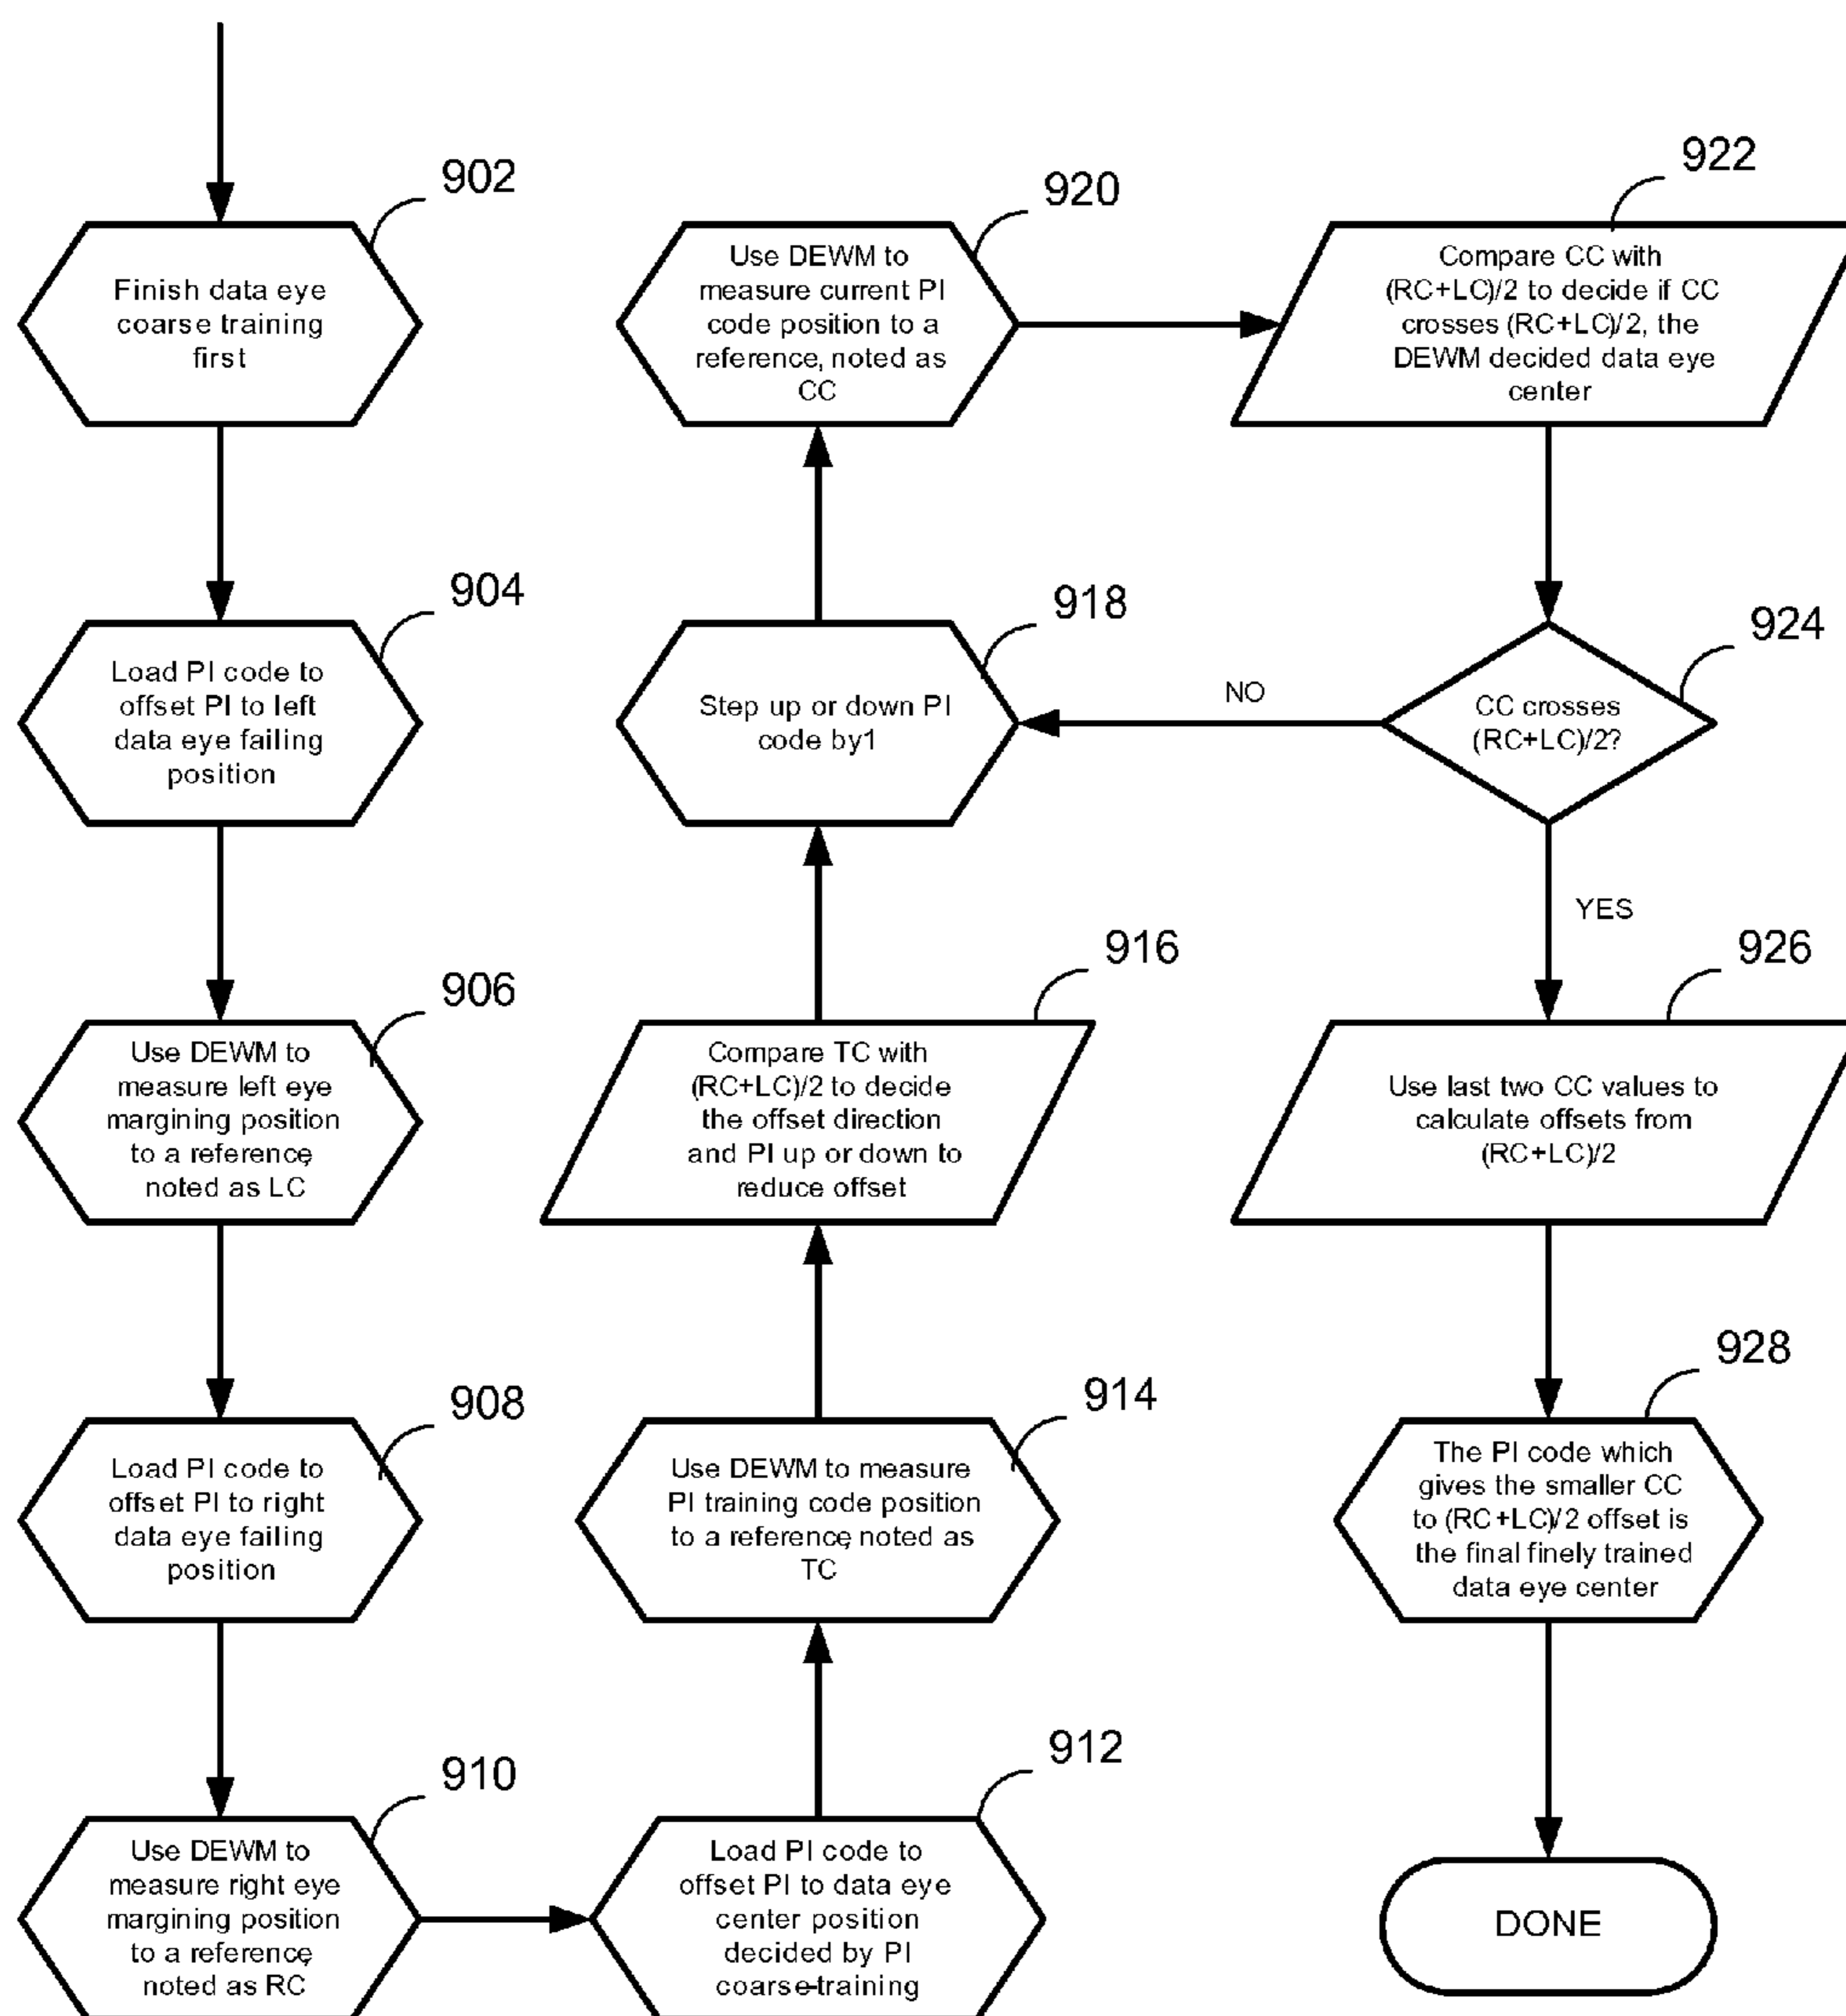 902
Finish data eye
coarse training
first
904
Load PI code to
offset PI to left
data eye failing
position
906
Use DEWM to
measure left eye
margining position
to a reference,
noted as LC
908
Load PI code to
offset PI to right
data eye failing
position
910
Use DEWM to
measure right eye
margining position
to a reference,
noted as RC
912
Load PI code to
offset PI to data eye
center position
decided by PI
coarse-training
914
Use DEWM to measure
PI training code position
to a reference, noted as
TC
916
Compare TC with
(RC+LC)/2 to decide
the offset direction
and PI up or down to
reduce offset
918
Step up or down PI
code by1
920
Use DEWM to
measure current PI
code position to a
reference, noted as
CC
922
Compare CC with
(RC+LC)/2 to decide if CC
crosses (RC+LC)/2, the
DEWM decided data eye
center
924
CC crosses
(RC+LC)/2?
NO
YES
926
Use last two CC values to
calculate offsets from
(RC+LC)/2
928
The PI code which
gives the smaller CC
to (RC+LC)/2 offset is
the final finely trained
data eye center
DONE